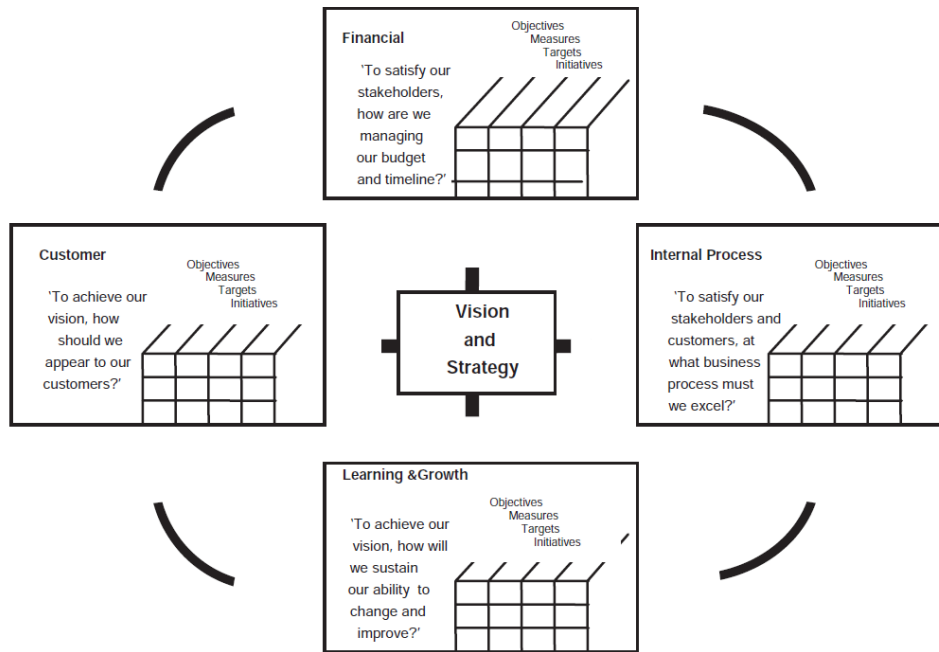 Financial
Objectives
Measures
Targets
Initiatives
'To satisfy our
stakeholders,
how are we
managing
our budget
and timeline?'
Customer
Objectives
Measures
Targets
Initiatives
'To achieve our
vision, how
should we
appear to our
customers?'
Vision
and
Strategy
Internal Process
Objectives
Measures
Targets
Initiatives
'To satisfy our
stakeholders and
customers, at
what business
process must
we excel?'
Learning &Growth
Objectives
Measures
Targets
Initiatives
'To achieve our
vision, how will
we sustain
our ability to
change and
improve?'